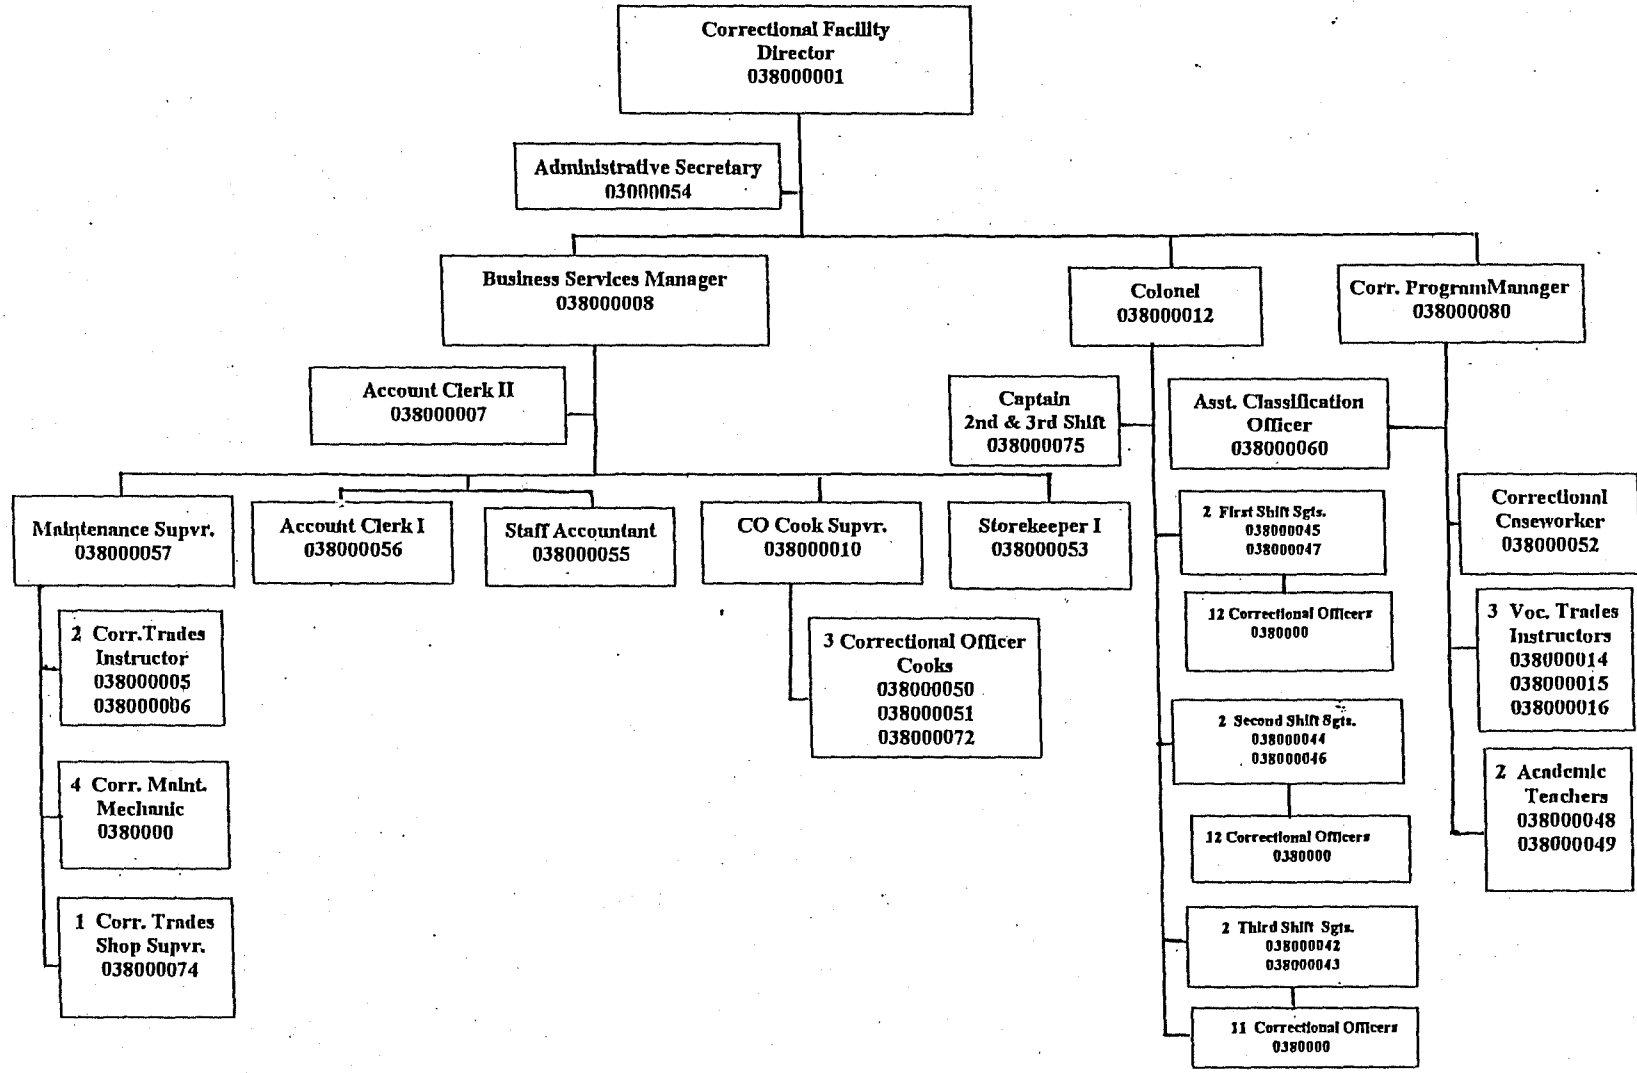 Correctional Facility
Director
038000001
Administrative Secretary
03000054
Business Services Manager
038000008
Colonel
038000012
Corr. ProgramManager
038000080
Account Clerk II
038000007
Captain
2nd & 3rd Shift
038000075
Asst. Classification
Officer
038000060
Maintenance Supvr.
038000057
Account Clerk I
038000056
Staff Accountant
038000055
CO Cook Supvr.
038000010
Storekeeper I
038000053
2 First Shift Sgts.
038000045
038000047
Correctional
Caseworker
038000052
12 Correctional Officers
0380000
2 Corr.Trades
Instructor
038000005
038000006
3 Correctional Officer
Cooks
038000050
038000051
038000072
3 Voc. Trades
Instructors
038000014
038000015
038000016
2 Second Shift Sgts.
038000044
038000046
4 Corr. Maint.
Mechanic
0380000
12 Correctional Officers
0380000
2 Academic
Teachers
038000048
038000049
1 Corr. Trades
Shop Supvr.
038000074
2 Third Shift Sgts.
038000042
038000043
11 Correctional Officers
0380000